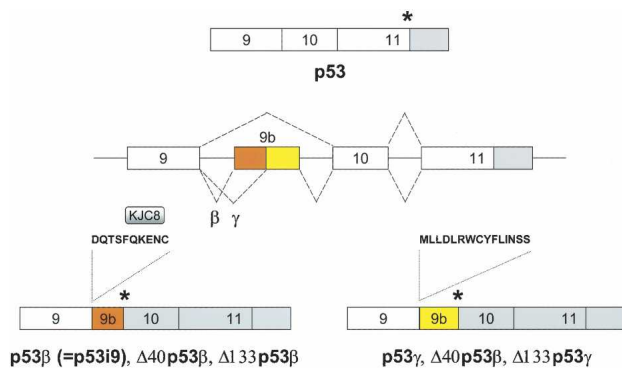 *
9 10 11
p53
9b
9 10 11
β γ
KJC8
DQTSFQKENC MLLDLRWCYFLINSS
* *
9 9b 10 11 9 9b 10 11
p53β (=p53i9), Δ40p53β, Δ133p53β p53γ, Δ40p53β, Δ133p53γ